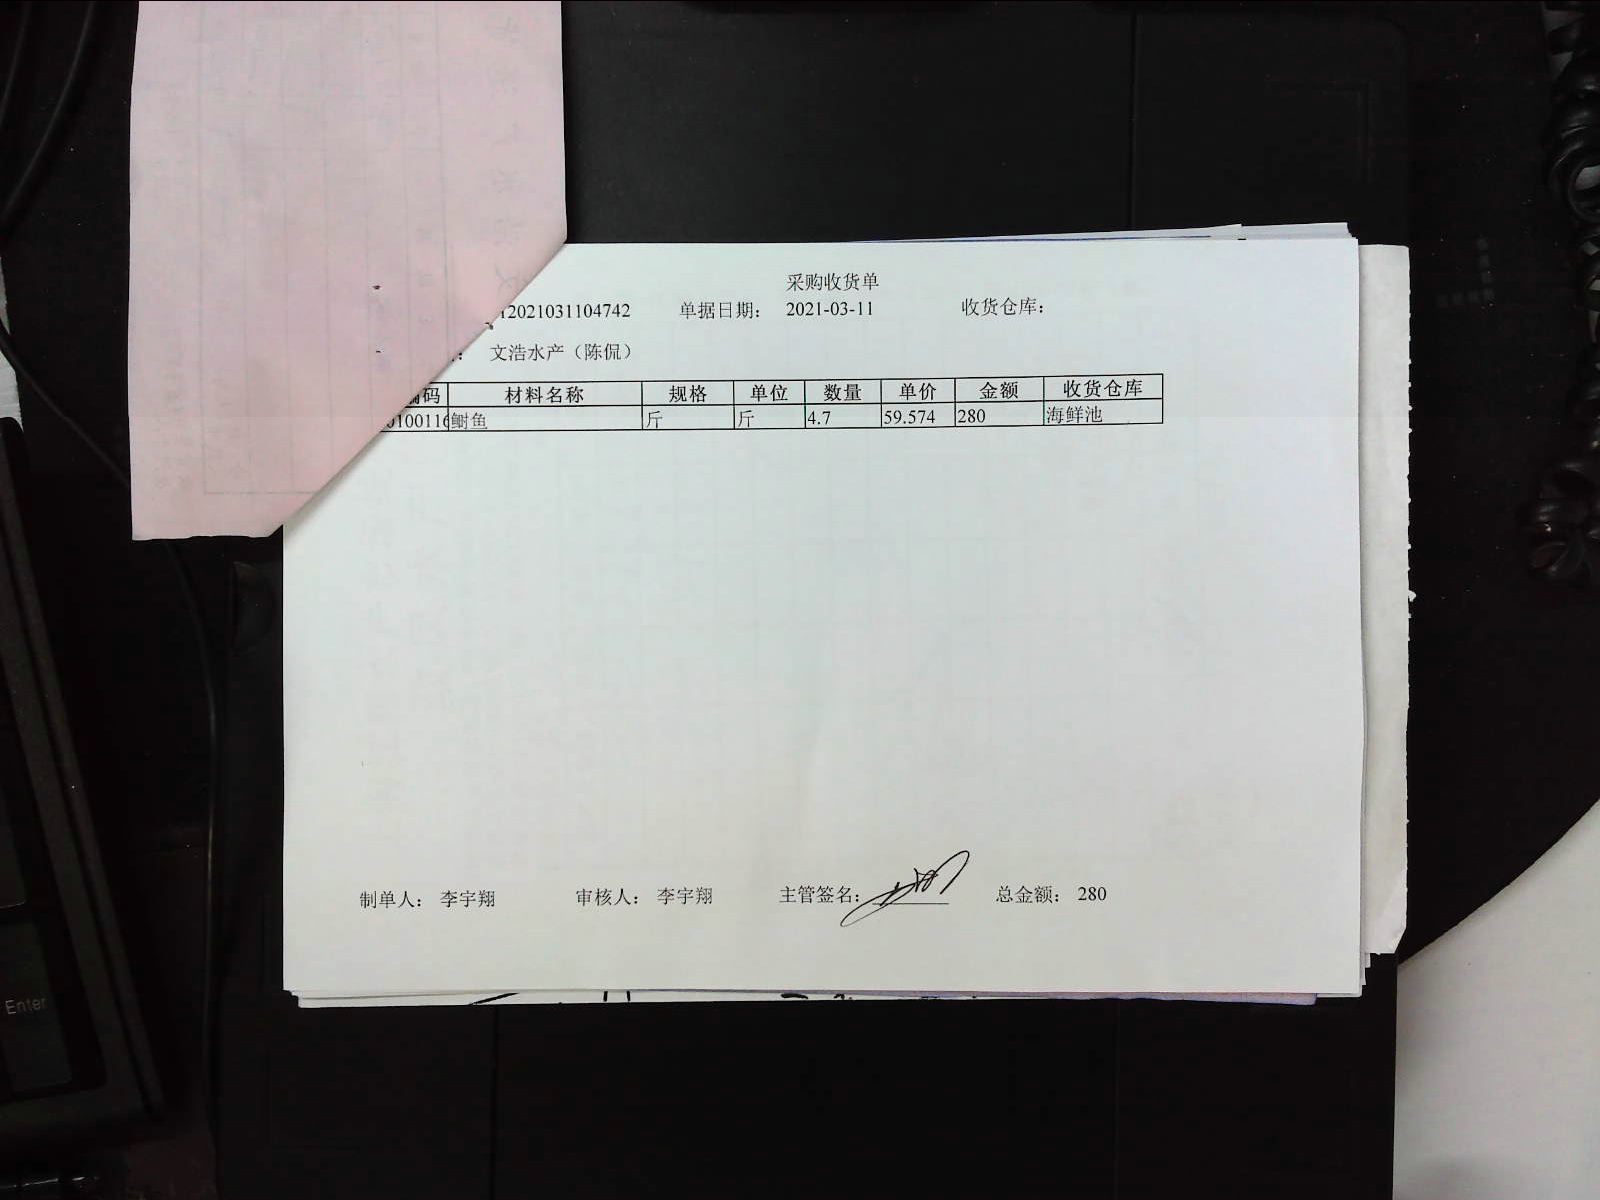 采购收货单
12021031104742 单据日期： 2021-03-11 收货仓库：
： 文浩水产（陈侃）
编码 材料名称 规格 单位 数量 单价 金额 收货仓库
0100116 鲥鱼 斤 斤 4.7 59.574 280 海鲜池
制单人： 李宇翔 审核人： 李宇翔 主管签名： 总金额： 280
Enter